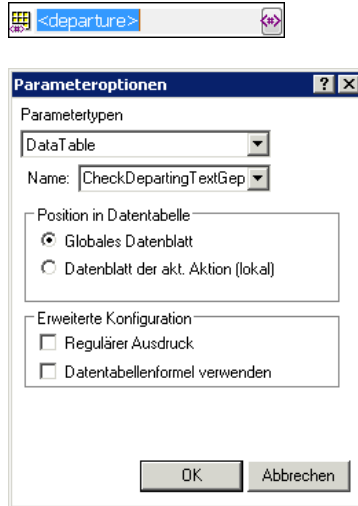 <departure>
Parameteroptionen
Parametertypen
DataTable
Name: CheckDepartingTextGep
Position in Datentabelle
Globales Datenblatt
Datenblatt der akt. Aktion (lokal)
Erweiterte Konfiguration
Regulärer Ausdruck
Datentabellenformel verwenden
OK Abbrechen